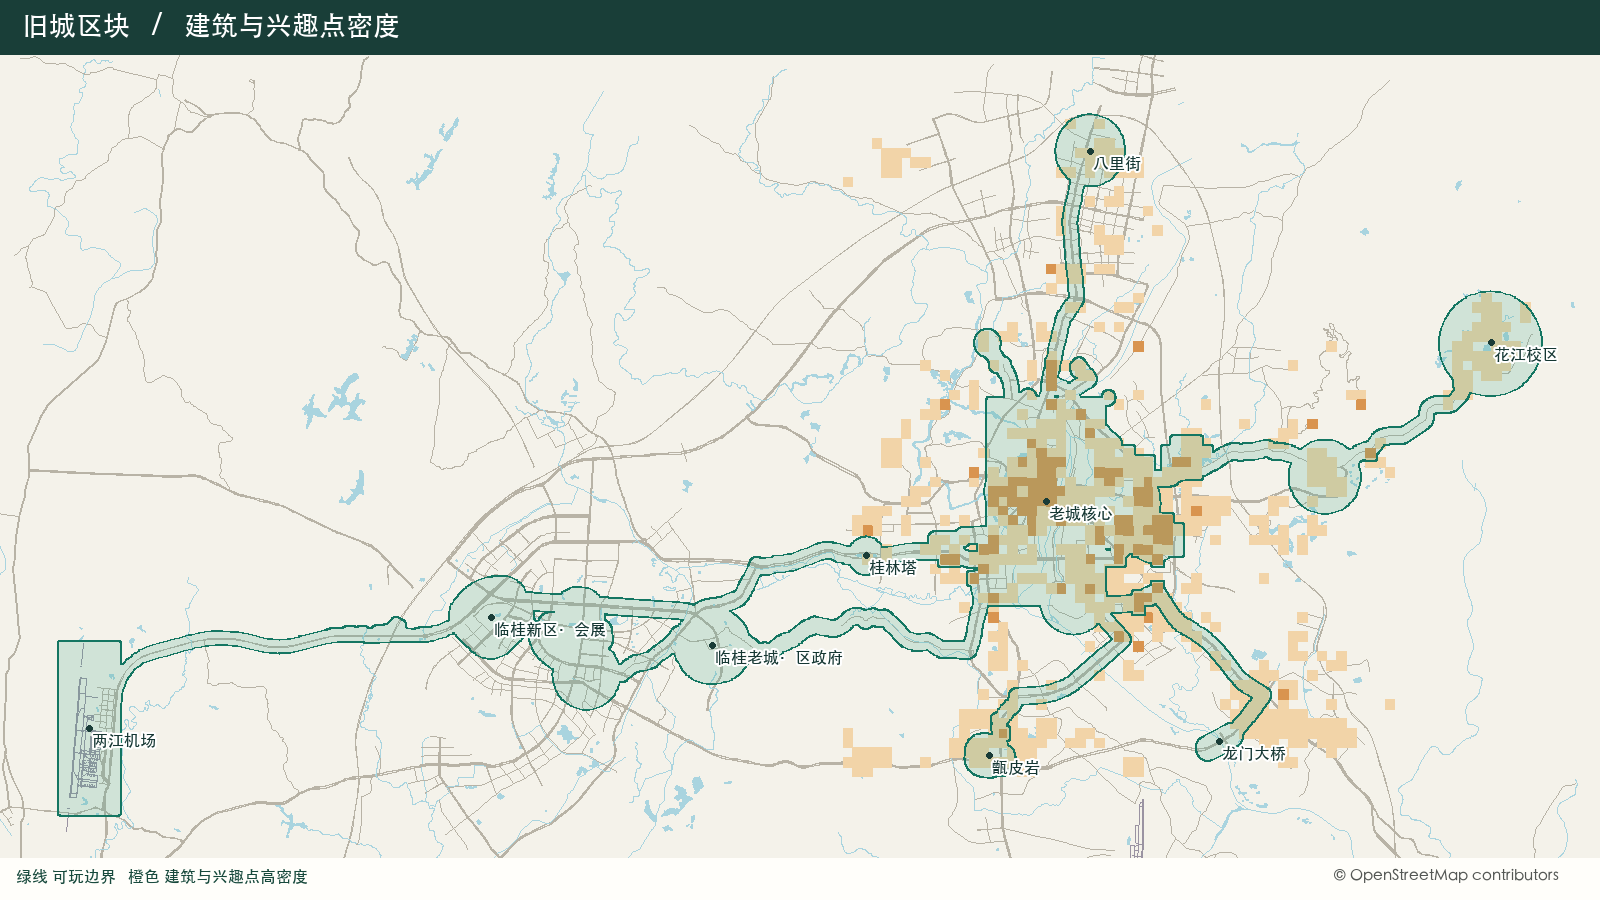 旧城区块 / 建筑与兴趣点密度
八里街
花江校区
老城核心
桂林塔
临桂新区·会展
临桂老城·区政府
两江机场
龙门大桥
甑皮岩
绿线 可玩边界 橙色 建筑与兴趣点高密度
© OpenStreetMap contributors